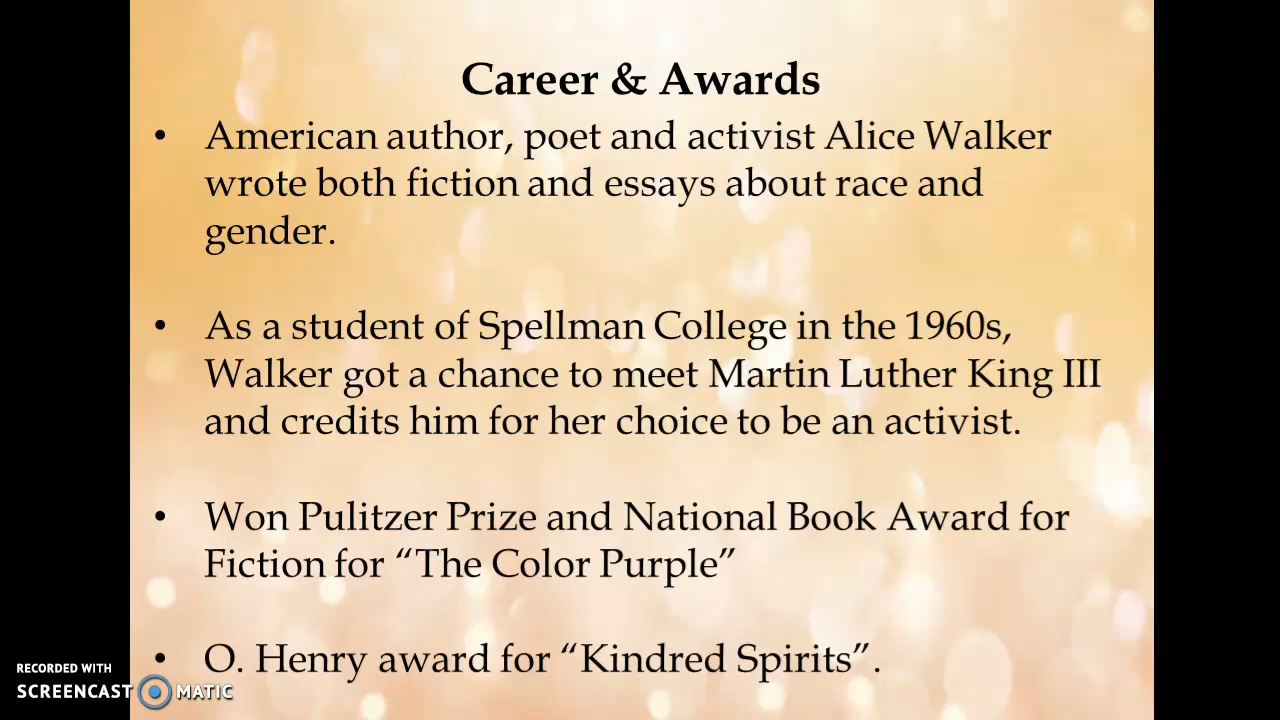 Career & Awards
• American author, poet and activist Alice Walker
wrote both fiction and essays about race and
gender.
• As a student of Spellman College in the 1960s,
Walker got a chance to meet Martin Luther King III
and credits him for her choice to be an activist.
• Won Pulitzer Prize and National Book Award for
Fiction for “The Color Purple”
• O. Henry award for “Kindred Spirits”.
RECORDED WITH
SCREENCAST MATIC